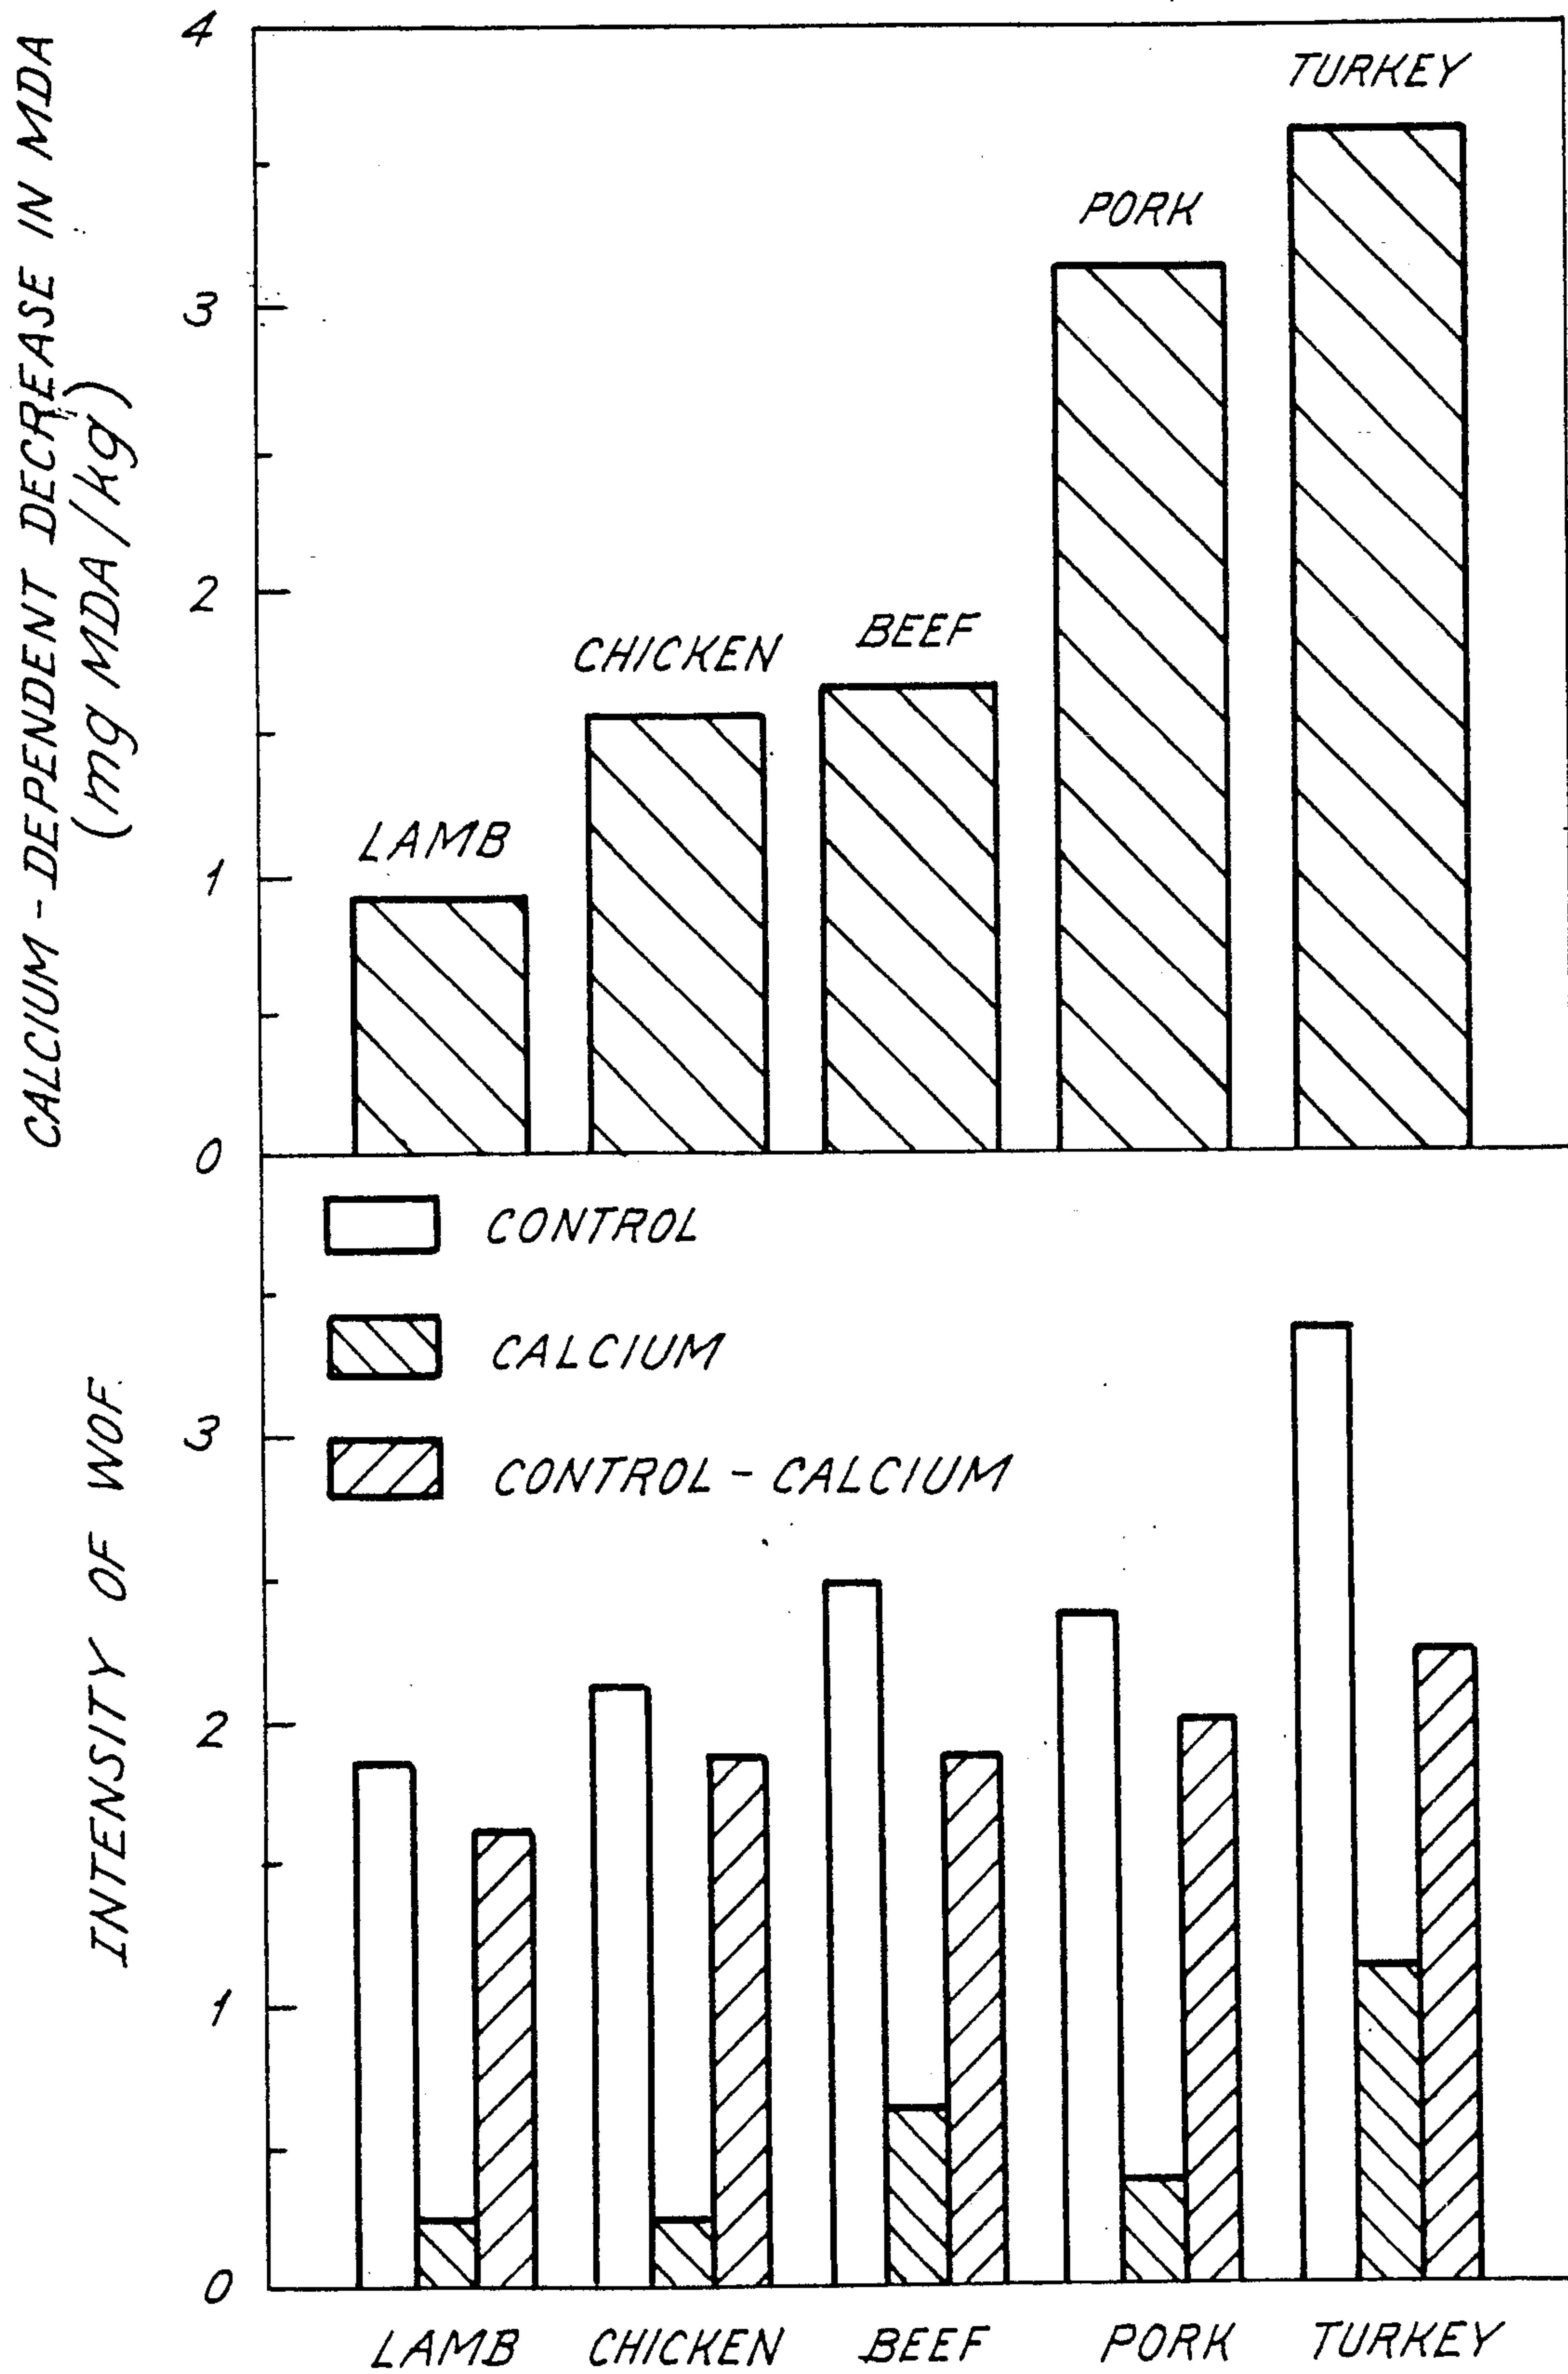 CALCIUM - DEPENDENT DECREASE IN MDA
(mg MDA/kg)
4
3
2
1
0
TURKEY
PORK
BEEF
CHICKEN
LAMB
CONTROL
CALCIUM
CONTROL - CALCIUM
INTENSITY OF WOF
3
2
1
0
LAMB CHICKEN BEEF PORK TURKEY